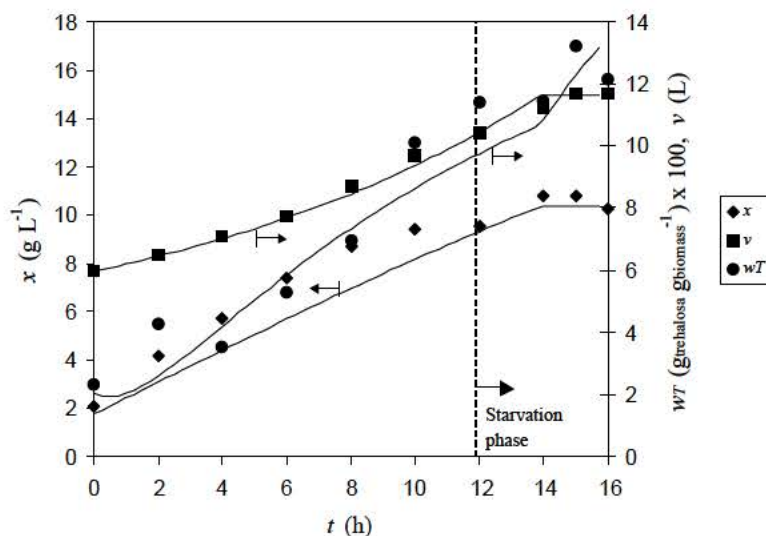 18
16
14
12
10
8
6
4
2
0
14
12
10
8
6
4
2
0
0 2 4 6 8 10 12 14 16
x (g L-1)
t (h)
wT (gtrehalosa gbiomass-1) x 100, v (L)
Starvation
phase
x
v
wT